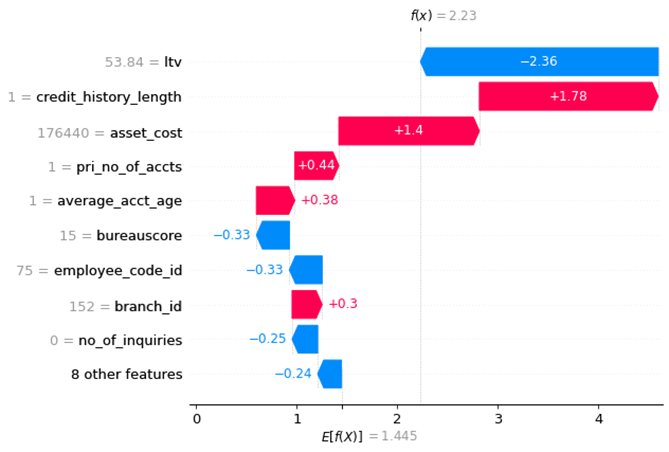 f(x) = 2.23
53.84 = ltv −2.36
1 = credit_history_length +1.78
176440 = asset_cost +1.4
1 = pri_no_of_accts +0.44
1 = average_acct_age +0.38
15 = bureauscore −0.33
75 = employee_code_id −0.33
152 = branch_id +0.3
0 = no_of_inquiries −0.25
8 other features −0.24
0 1 2 3 4
E[f(X)] = 1.445